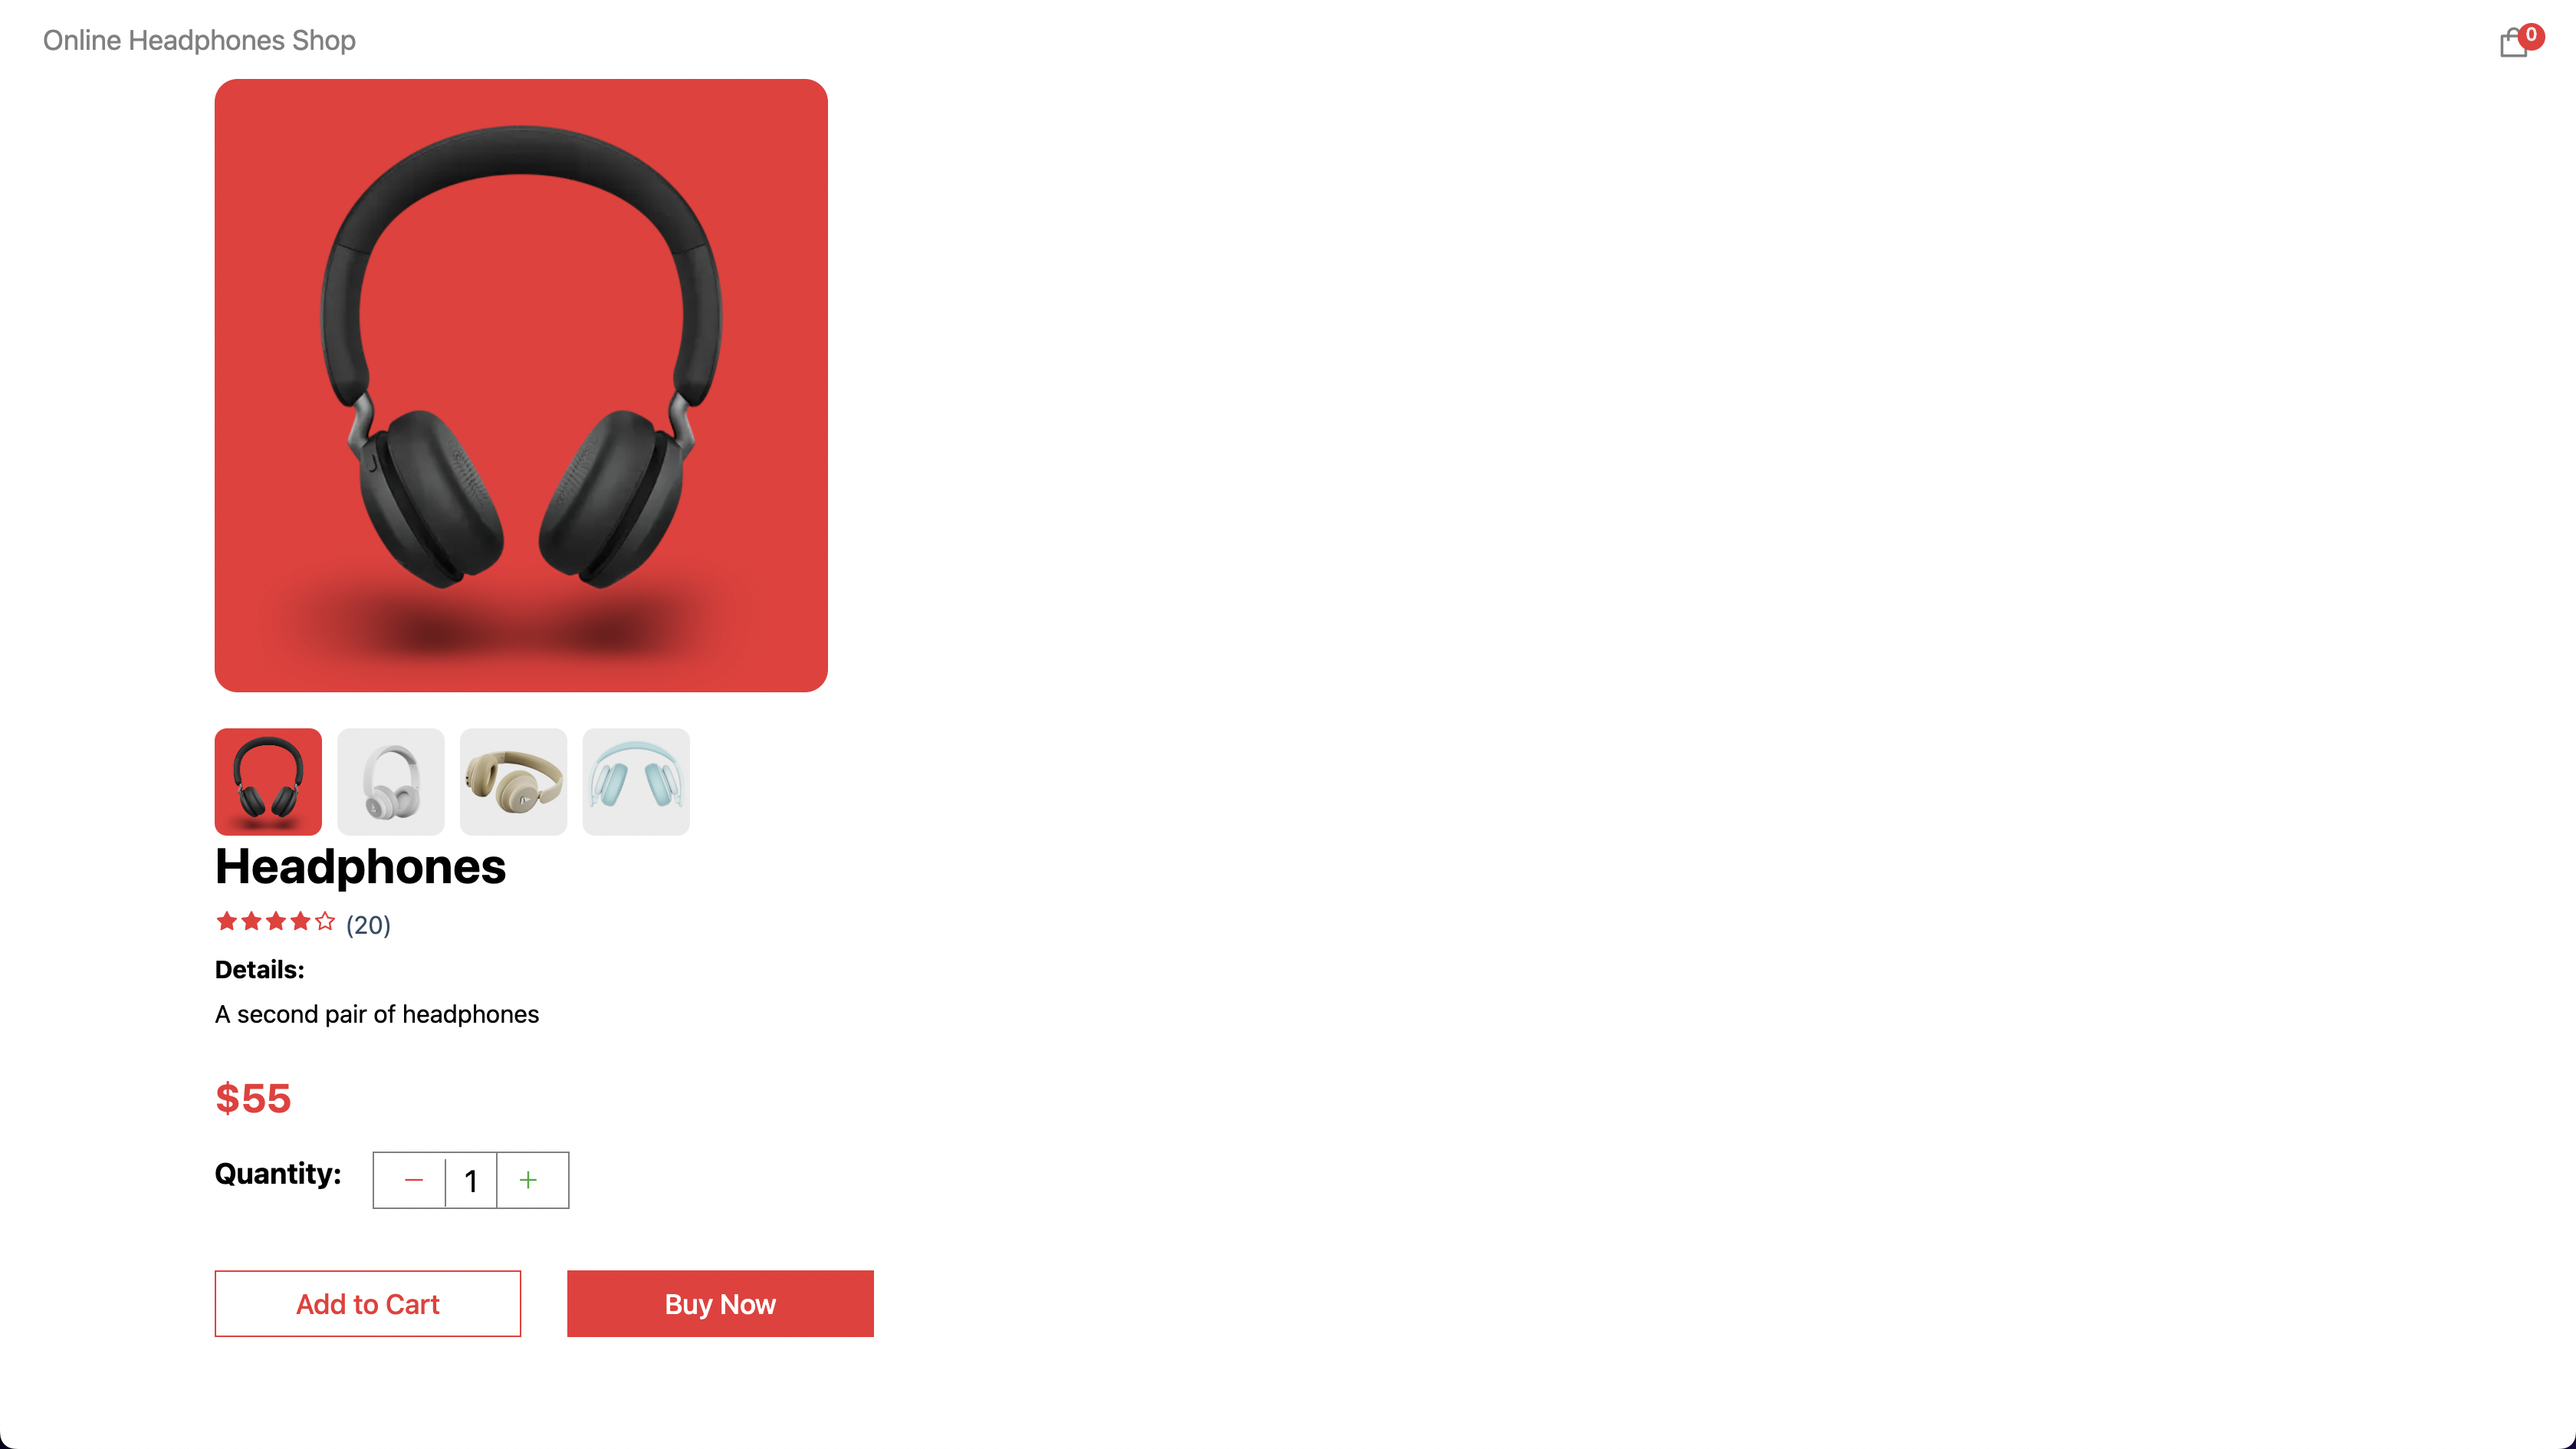 Online Headphones Shop
0
Headphones
(20)
Details:
A second pair of headphones
$55
Quantity: − 1 +
Add to Cart Buy Now